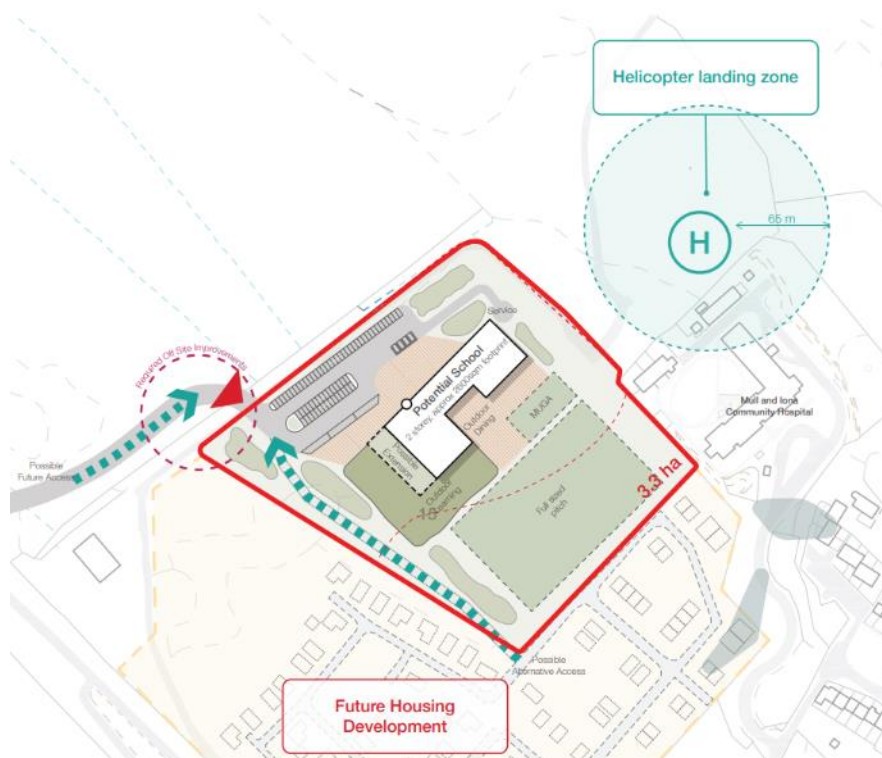 Helicopter landing zone
65 m
H
Required Off Site Improvements
Service
Potential School
2 storey, approx 2600sqm footprint
Mull and Iona
Community Hospital
MUGA
Outdoor
Dining
Possible
Extension
Possible
Future Access
Outdoor
Learning
Full sized
pitch
3.3 ha
Possible
Alternative Access
Future Housing
Development